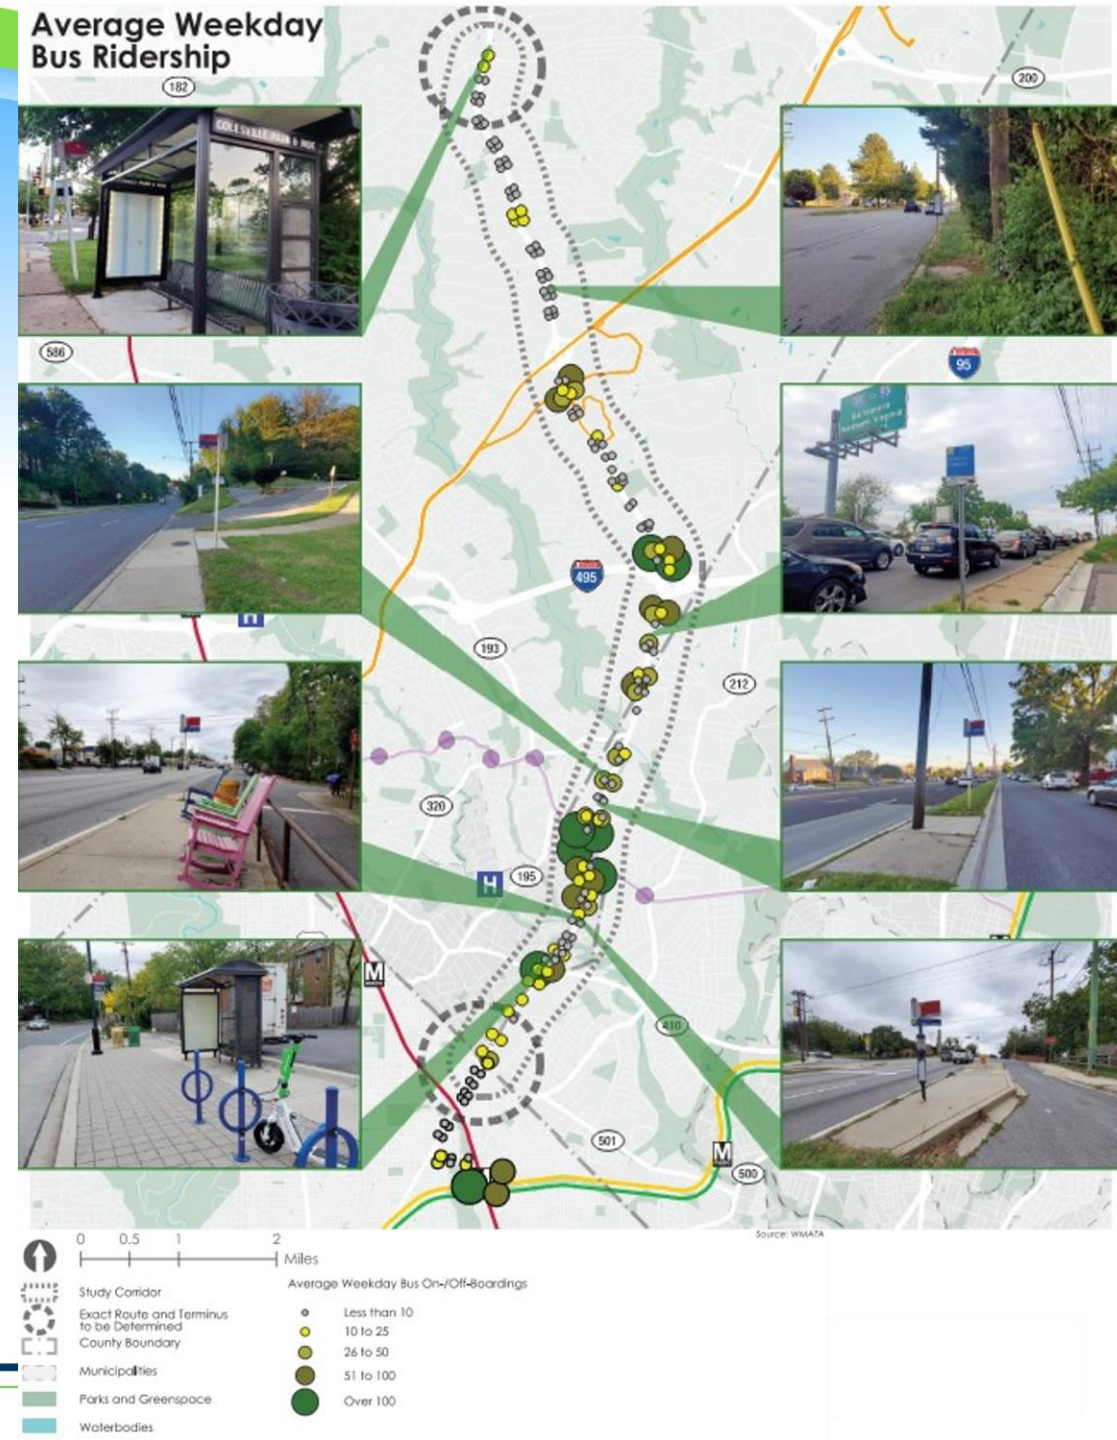 Average Weekday
Bus Ridership
182
200
COLESVILLE PARK & RIDE
586
95
Baltimore
Northern Virginia
495
H
193
212
320
H
195
M
410
501
M
500
Source: WMATA
0 0.5 1 2
Miles
Study Corridor
Exact Route and Terminus
to be Determined
County Boundary
Municipalities
Parks and Greenspace
Waterbodies
Average Weekday Bus On-/Off-Boardings
Less than 10
10 to 25
26 to 50
51 to 100
Over 100